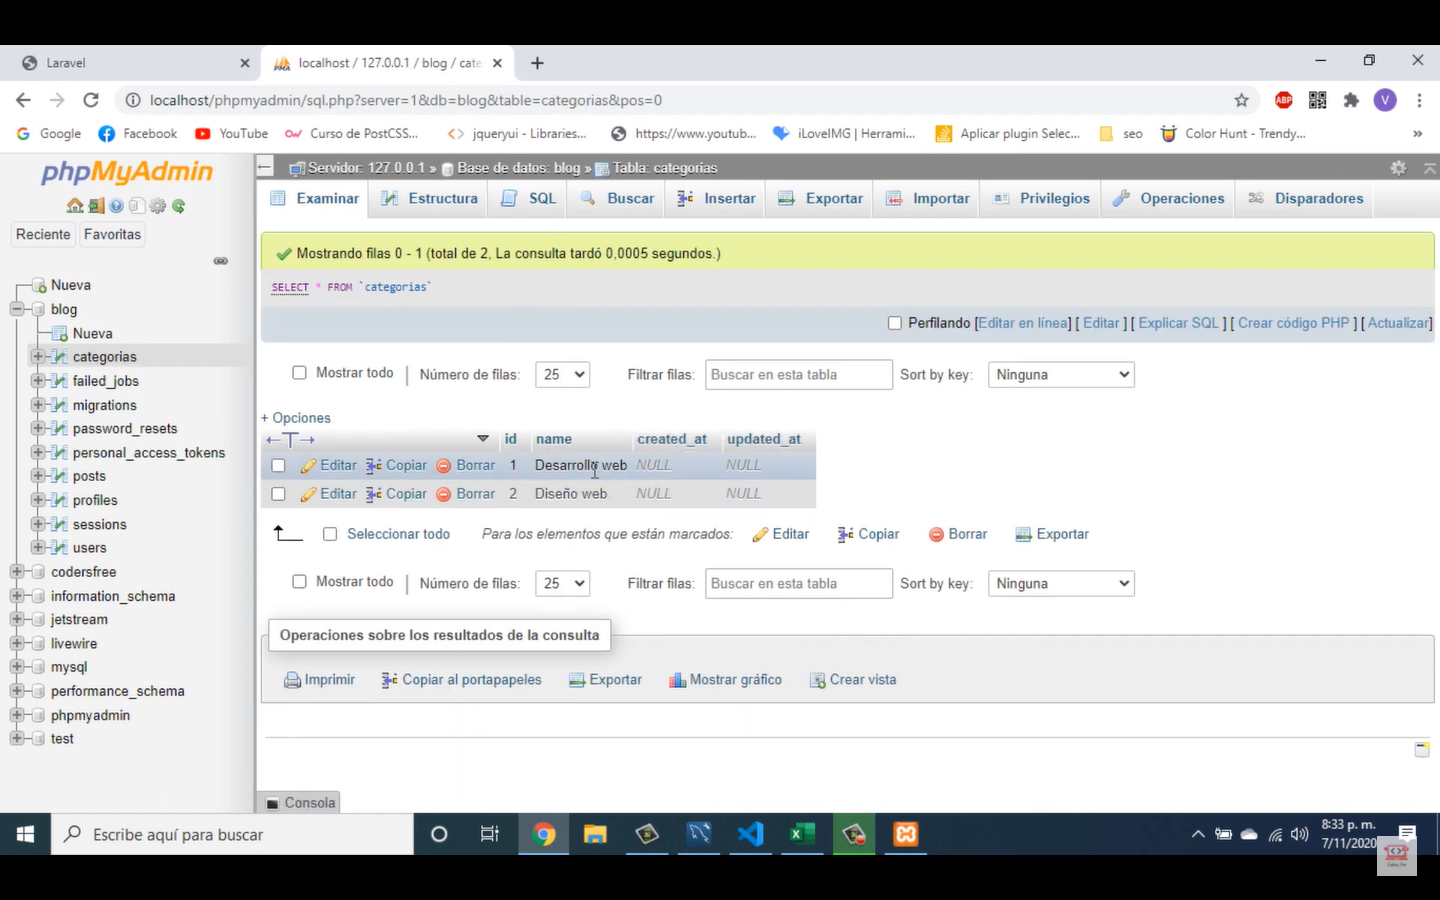 Laravel
localhost / 127.0.0.1 / blog / cate
localhost/phpmyadmin/sql.php?server=1&db=blog&table=categorias&pos=0
ABP
V
Google Facebook YouTube Curso de PostCSS... jqueryui - Libraries... https://www.youtub... iLoveIMG | Herrami... Aplicar plugin Selec... seo Color Hunt - Trendy... »
phpMyAdmin
Reciente Favoritas
Nueva
blog
Nueva
categorias
failed_jobs
migrations
password_resets
personal_access_tokens
posts
profiles
sessions
users
codersfree
information_schema
jetstream
livewire
mysql
performance_schema
phpmyadmin
test
Servidor: 127.0.0.1 » Base de datos: blog » Tabla: categorias
Examinar Estructura SQL Buscar Insertar Exportar Importar Privilegios Operaciones Disparadores
Mostrando filas 0 - 1 (total de 2, La consulta tardó 0,0005 segundos.)
SELECT * FROM `categorias`
Perfilando [Editar en línea] [ Editar ] [ Explicar SQL ] [ Crear código PHP ] [ Actualizar]
Mostrar todo | Número de filas: 25 Filtrar filas: Buscar en esta tabla Sort by key: Ninguna
+ Opciones
←T→ id name created_at updated_at
Editar Copiar Borrar 1 Desarrollo web NULL NULL
Editar Copiar Borrar 2 Diseño web NULL NULL
Seleccionar todo Para los elementos que están marcados: Editar Copiar Borrar Exportar
Mostrar todo | Número de filas: 25 Filtrar filas: Buscar en esta tabla Sort by key: Ninguna
Operaciones sobre los resultados de la consulta
Imprimir Copiar al portapapeles Exportar Mostrar gráfico Crear vista
Consola
Escribe aquí para buscar
8:33 p. m.
7/11/2020